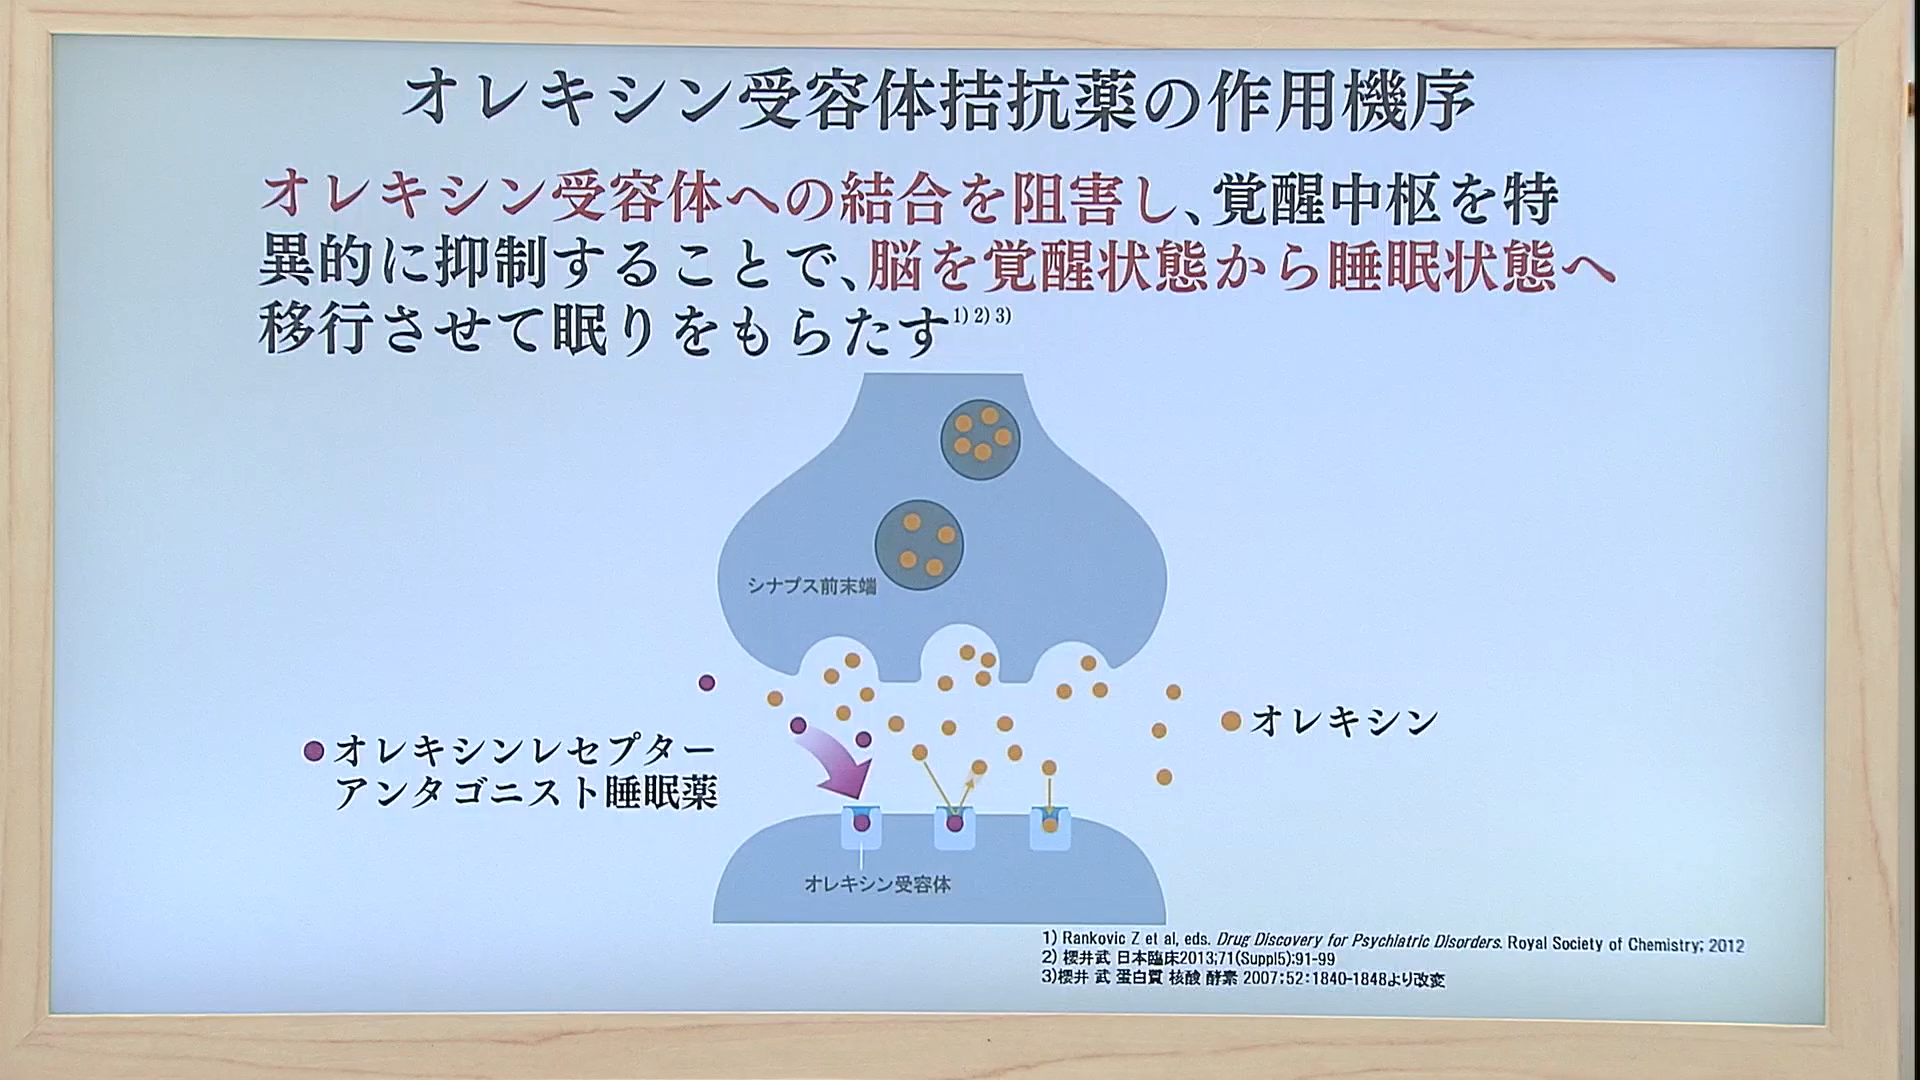 オレキシン受容体拮抗薬の作用機序
オレキシン受容体への結合を阻害し、覚醒中枢を特
異的に抑制することで、脳を覚醒状態から睡眠状態へ
移行させて眠りをもらたす1)2)3)
シナプス前末端
オレキシン
オレキシンレセプター
アンタゴニスト睡眠薬
オレキシン受容体
1) Rankovic Z et al, eds. Drug Discovery for Psychiatric Disorders. Royal Society of Chemistry; 2012
2) 櫻井武 日本臨床2013;71(Suppl5):91-99
3)櫻井 武 蛋白質 核酸 酵素 2007;52:1840-1848より改変